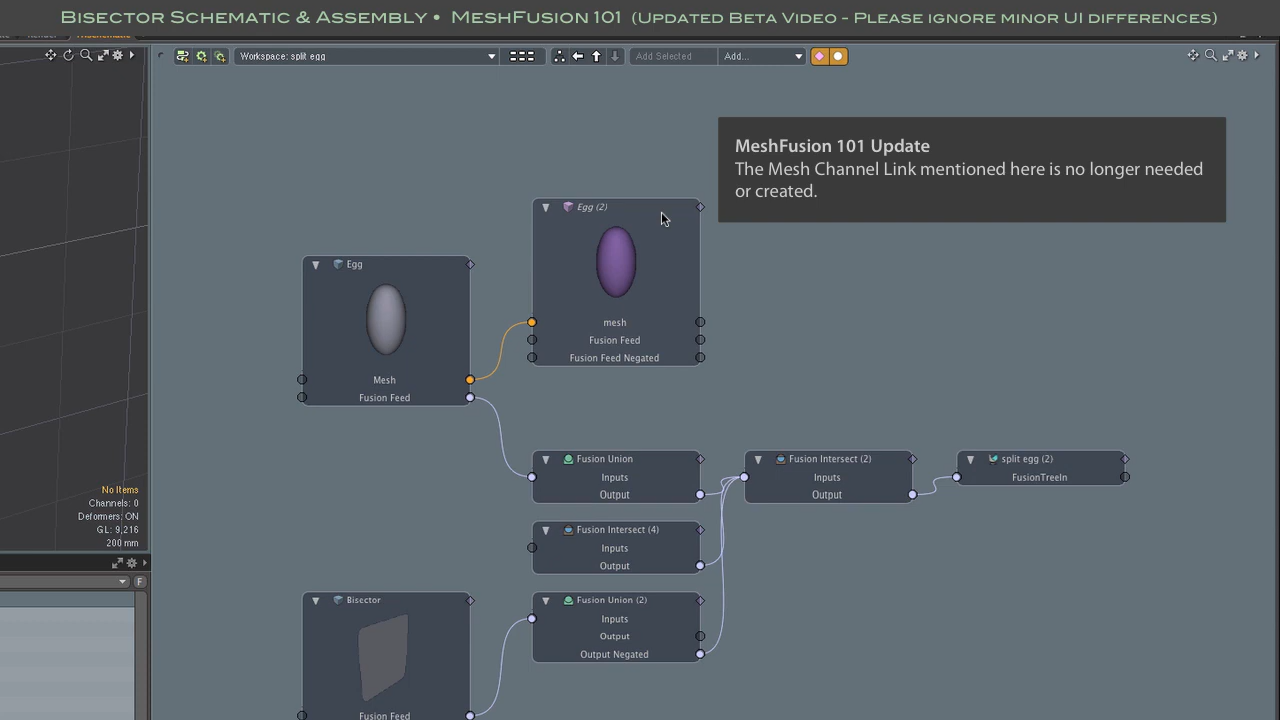 Bisector Schematic & Assembly • MeshFusion 101 (Updated Beta Video - Please ignore minor UI differences)
Workspace: split egg
Add Selected
Add...
MeshFusion 101 Update
The Mesh Channel Link mentioned here is no longer needed
or created.
Egg (2)
mesh
Fusion Feed
Fusion Feed Negated
Egg
Mesh
Fusion Feed
Fusion Union
Inputs
Output
Fusion Intersect (2)
Inputs
Output
split egg (2)
FusionTreeIn
Fusion Intersect (4)
Inputs
Output
Bisector
Fusion Feed
Fusion Union (2)
Inputs
Output
Output Negated
No Items
Channels: 0
Deformers: ON
GL: 9,216
200 mm
F